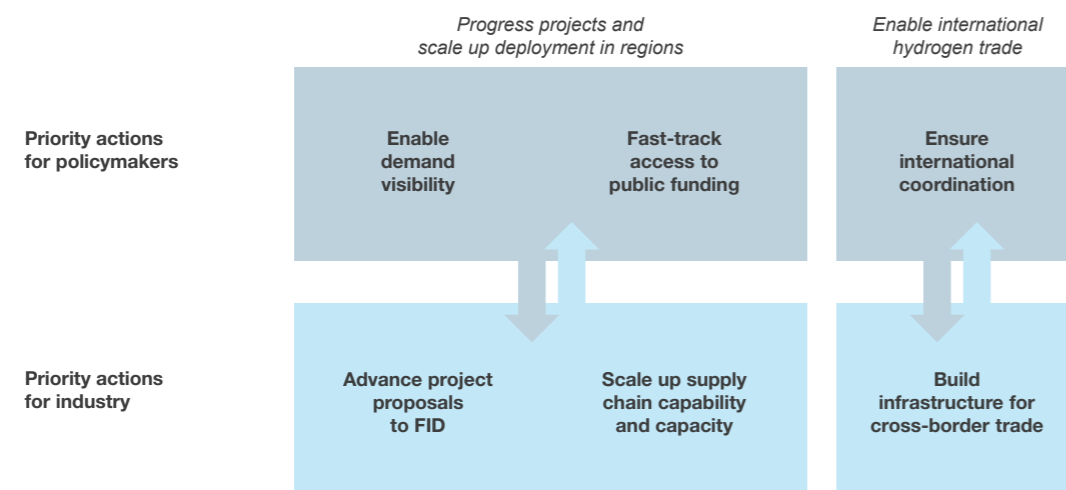 Progress projects and
scale up deployment in regions
Enable international
hydrogen trade
Priority actions
for policymakers
Enable
demand
visibility
Fast-track
access to
public funding
Ensure
international
coordination
Priority actions
for industry
Advance project
proposals
to FID
Scale up supply
chain capability
and capacity
Build
infrastructure for
cross-border trade